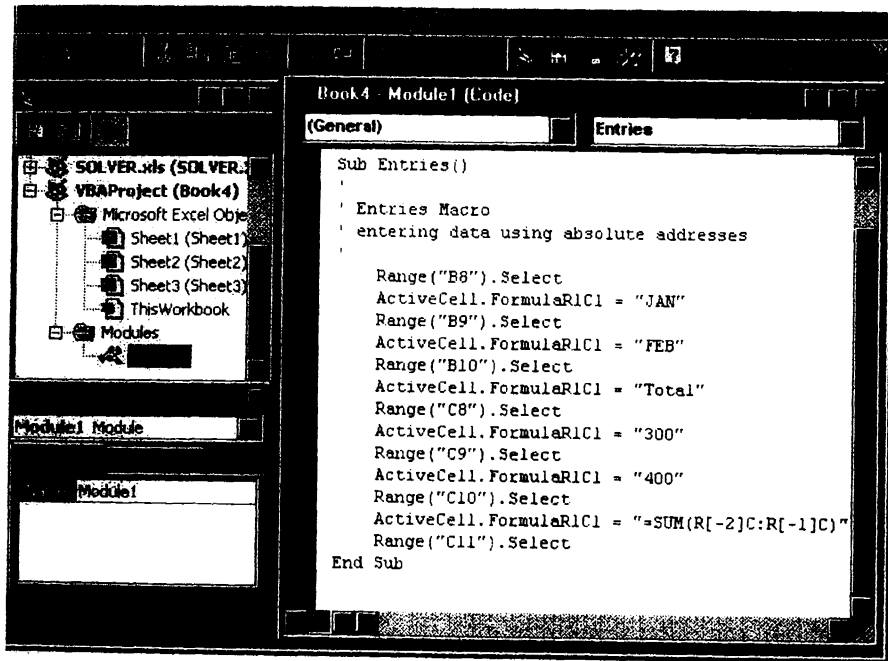 Book4 - Module1 (Code)
(General)
Entries
SOLVER.xls (SOLVER.
VBAProject (Book4)
Microsoft Excel Obje
Sheet1 (Sheet1)
Sheet2 (Sheet2)
Sheet3 (Sheet3)
ThisWorkbook
Modules
Module1 Module
Module1
Sub Entries()
'
' Entries Macro
' entering data using absolute addresses
'
Range("B8").Select
ActiveCell.FormulaR1C1 = "JAN"
Range("B9").Select
ActiveCell.FormulaR1C1 = "FEB"
Range("B10").Select
ActiveCell.FormulaR1C1 = "Total"
Range("C8").Select
ActiveCell.FormulaR1C1 = "300"
Range("C9").Select
ActiveCell.FormulaR1C1 = "400"
Range("C10").Select
ActiveCell.FormulaR1C1 = "=SUM(R[-2]C:R[-1]C)"
Range("C11").Select
End Sub